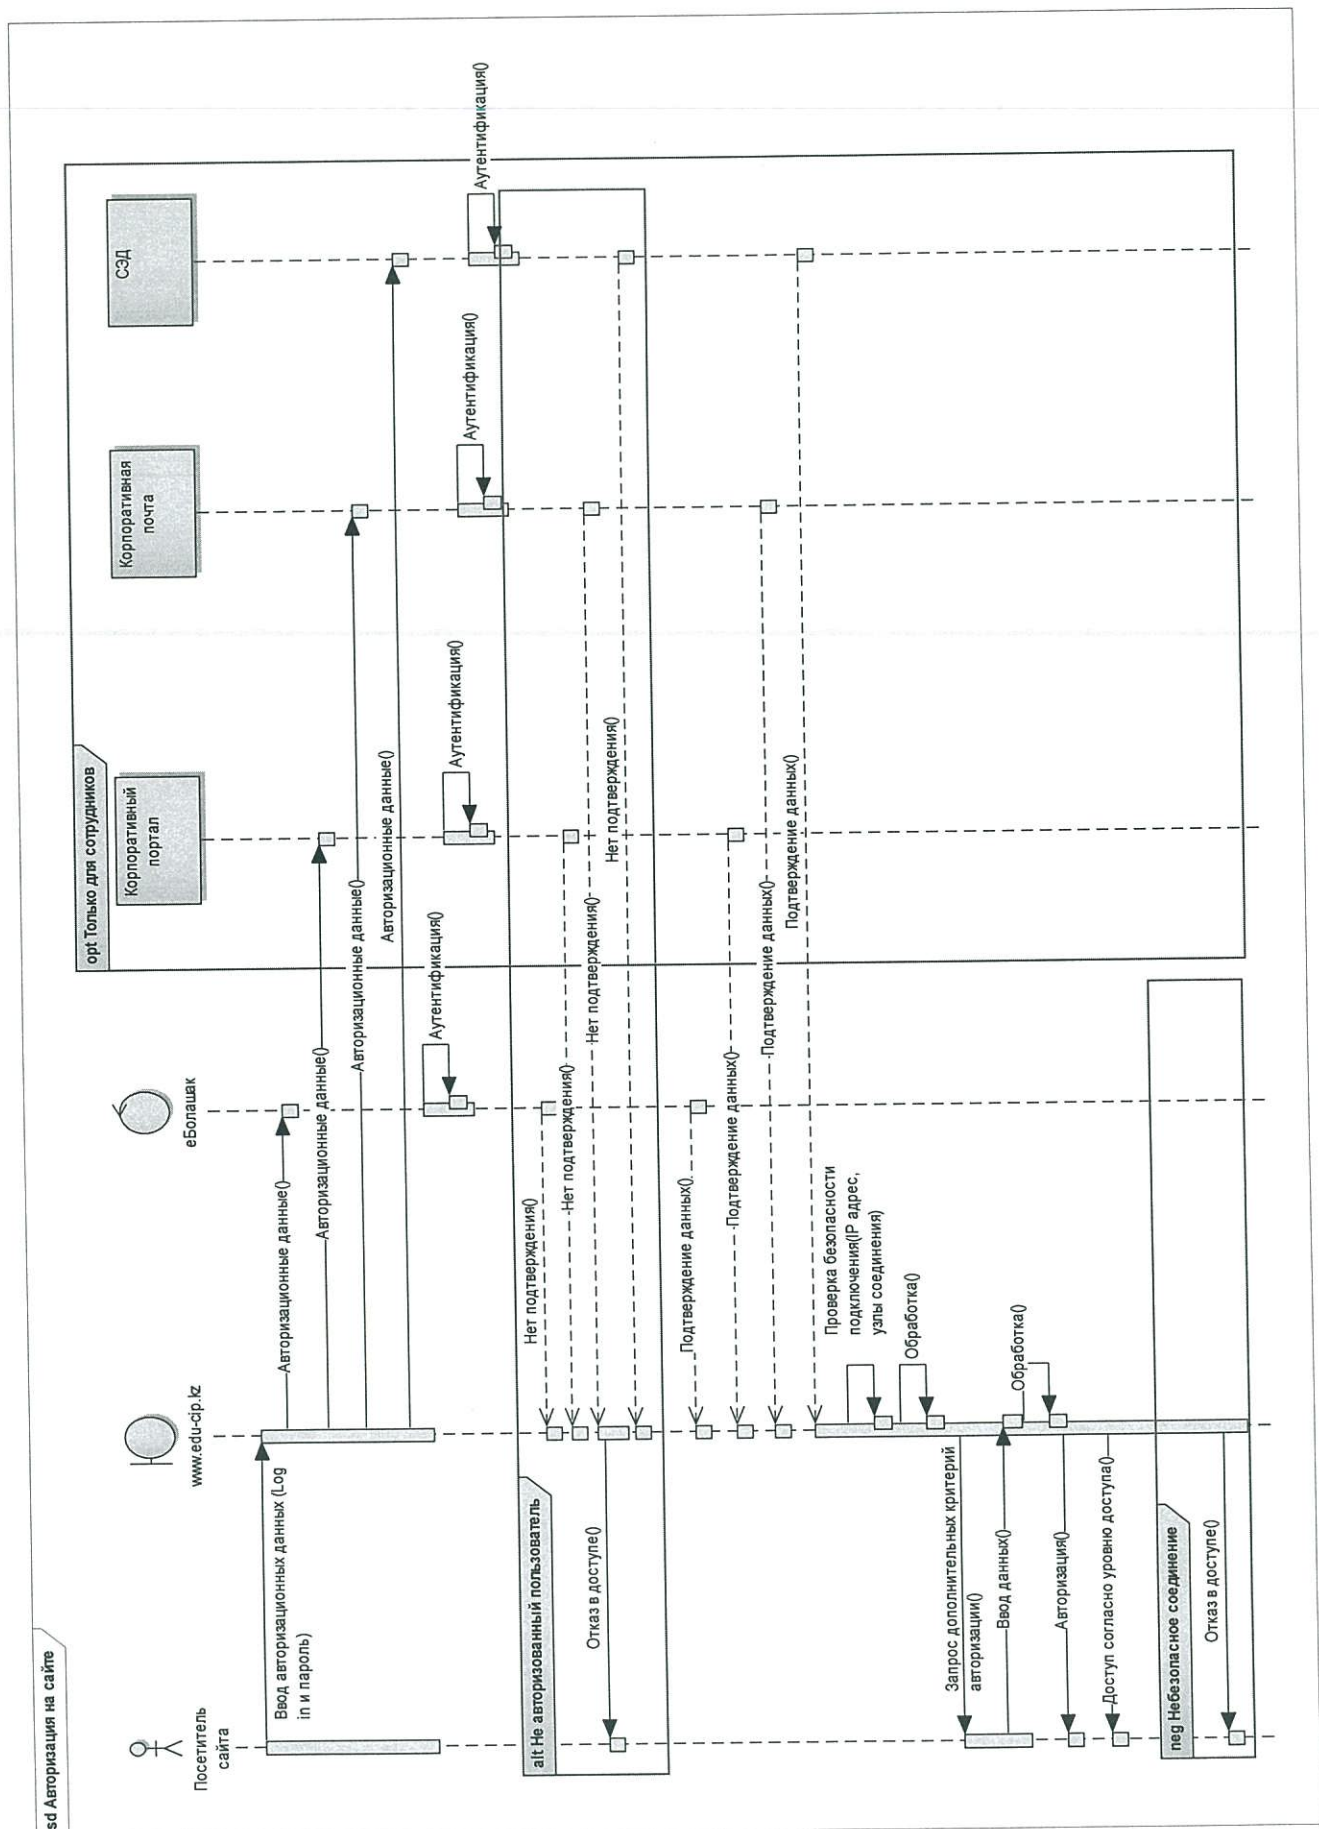 sd Авторизация на сайте
Посетитель
сайта
www.edu-cip.kz
еБолашак
opt Только для сотрудников
Корпоративный
портал
Корпоративная
почта
СЭД
Ввод авторизационных данных (Log
in и пароль)
Авторизационные данные()
Авторизационные данные()
Авторизационные данные()
Авторизационные данные()
Аутентификация()
Аутентификация()
Аутентификация()
Аутентификация()
alt Не авторизованный пользователь
Нет подтверждения()
Нет подтверждения()
Нет подтверждения()
Нет подтверждения()
Отказ в доступе()
Подтверждение данных()
Подтверждение данных()
Подтверждение данных()
Подтверждение данных()
Проверка безопасности
подключения(IP адрес,
узлы соединения)
Обработка()
Запрос дополнительных критерий
авторизации()
Ввод данных()
Обработка()
Авторизация()
Доступ согласно уровню доступа()
neg Небезопасное соединение
Отказ в доступе()